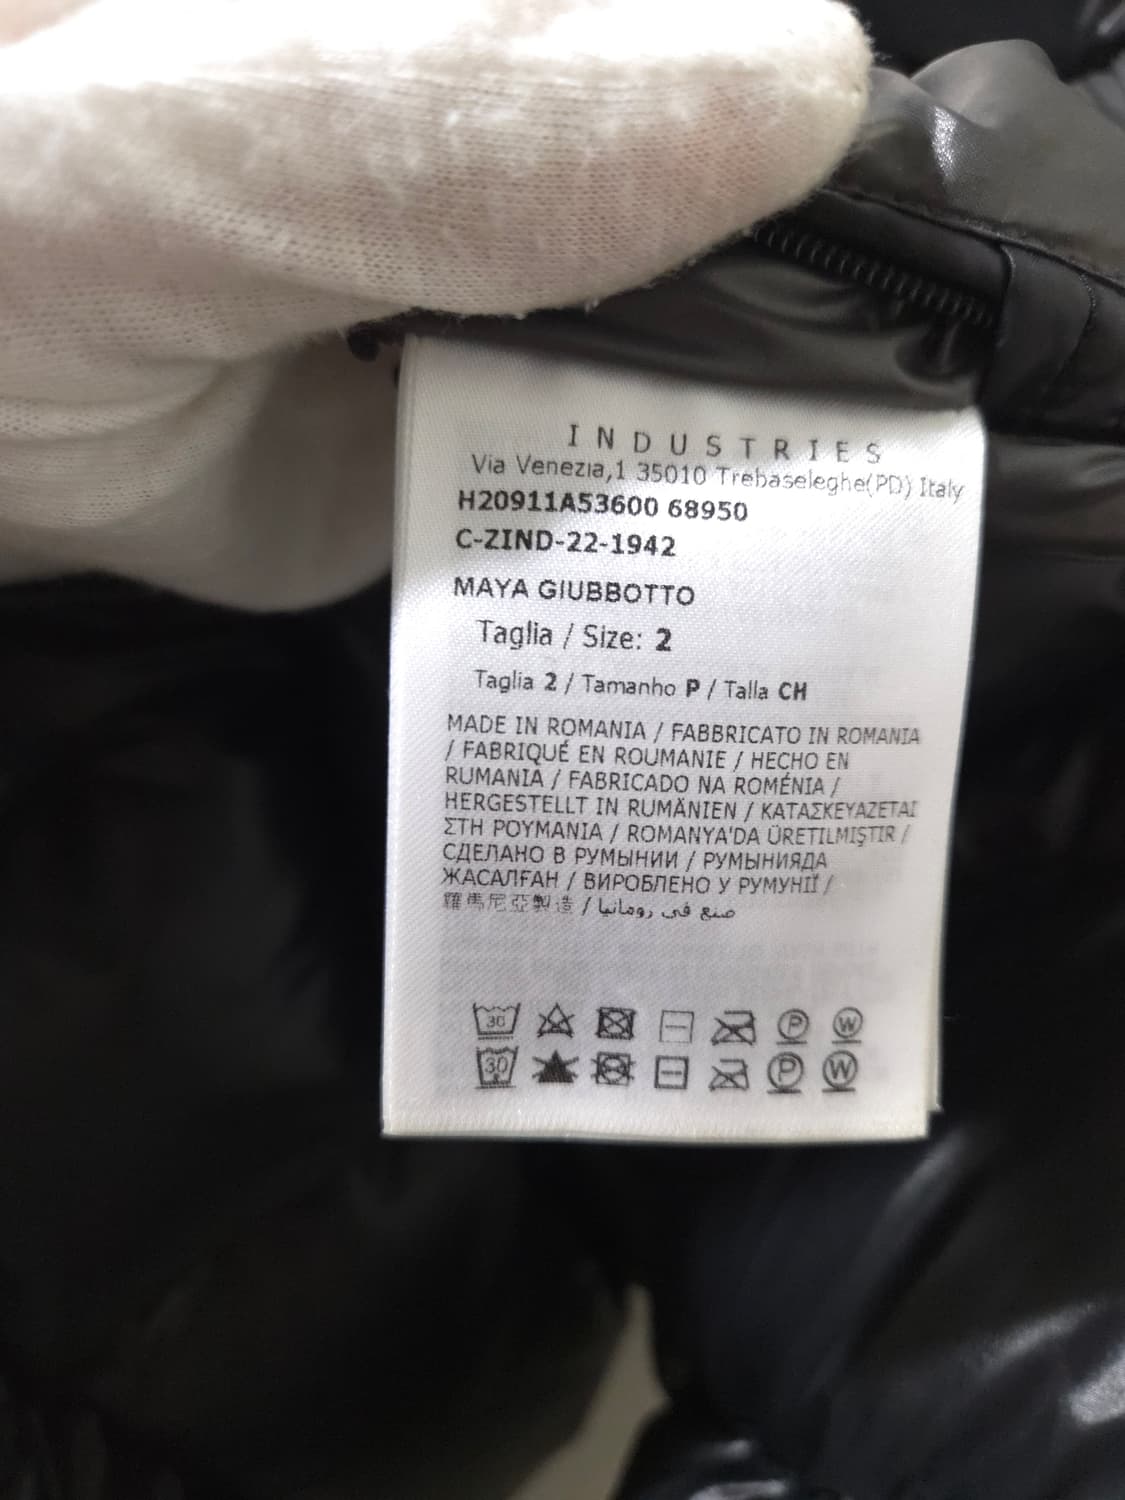 INDUSTRIES
Via Venezia,1 35010 Trebaseleghe(PD) Italy
H20911A53600 68950
C-ZIND-22-1942
MAYA GIUBBOTTO
Taglia / Size: 2
Taglia 2 / Tamanho P / Talla CH
MADE IN ROMANIA / FABBRICATO IN ROMANIA
/ FABRIQUÉ EN ROUMANIE / HECHO EN
RUMANIA / FABRICADO NA ROMÉNIA /
HERGESTELLT IN RUMÄNIEN / ΚΑΤΑΣΚΕΥΑΖΕΤΑΙ
ΣΤΗ ΡΟΥΜΑΝΙΑ / ROMANYA'DA ÜRETILMIŞTIR /
СДЕЛАНО В РУМЫНИИ / РУМЫНИЯДА
ЖАСАЛҒАН / ВИРОБЛЕНО У РУМУНІЇ /
羅馬尼亞製造 / صنع في رومانيا
30 P W
30 P W